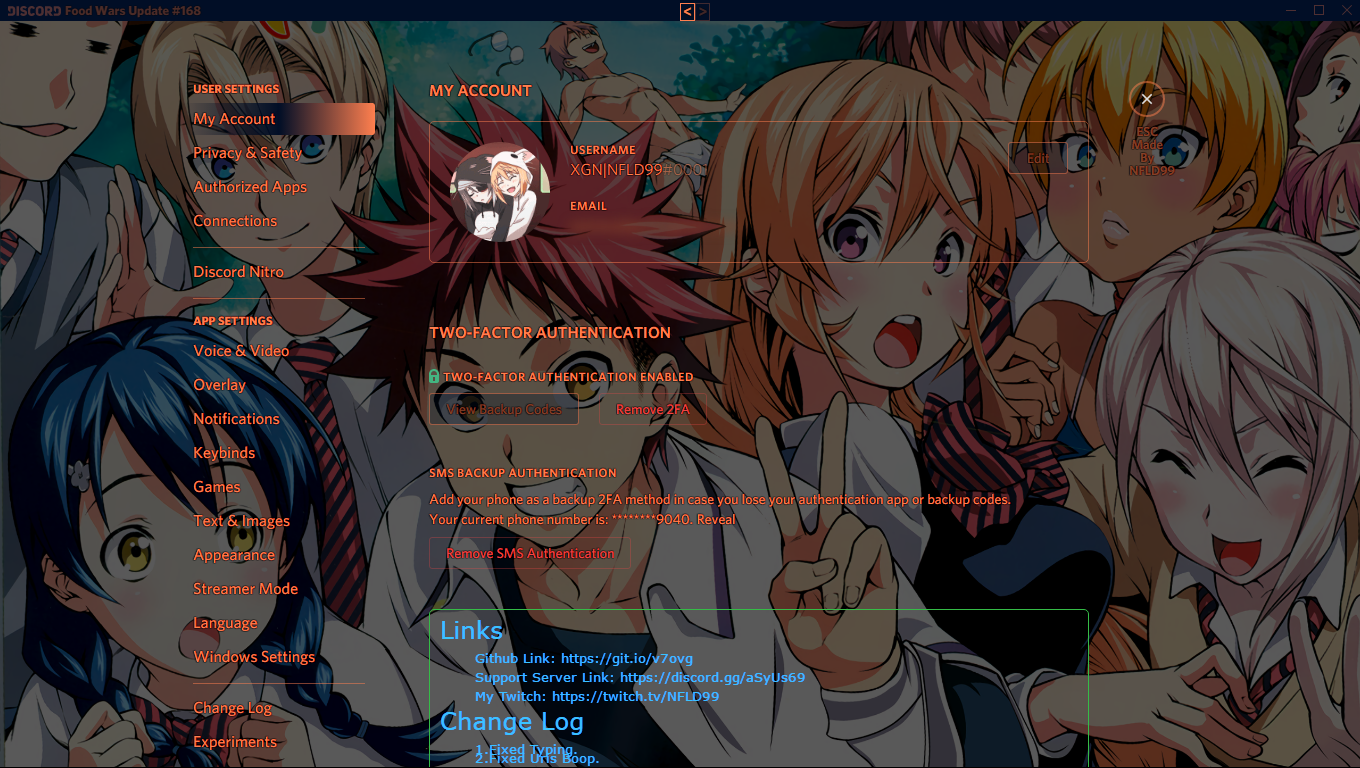 DISCORD Food Wars Update #168
< >
USER SETTINGS
My Account
Privacy & Safety
Authorized Apps
Connections
Discord Nitro
APP SETTINGS
Voice & Video
Overlay
Notifications
Keybinds
Games
Text & Images
Appearance
Streamer Mode
Language
Windows Settings
Change Log
Experiments
MY ACCOUNT
USERNAME
XGN|NFLD99#000
EMAIL
Edit
ESC
Made
By
NFLD99
TWO-FACTOR AUTHENTICATION
TWO-FACTOR AUTHENTICATION ENABLED
View Backup Codes
Remove 2FA
SMS BACKUP AUTHENTICATION
Add your phone as a backup 2FA method in case you lose your authentication app or backup codes.
Your current phone number is: ********9040. Reveal
Remove SMS Authentication
Links
Github Link: https://git.io/v7ovg
Support Server Link: https://discord.gg/aSyUs69
My Twitch: https://twitch.tv/NFLD99
Change Log
1.Fixed Typing.
2.Fixed Urls Boop.